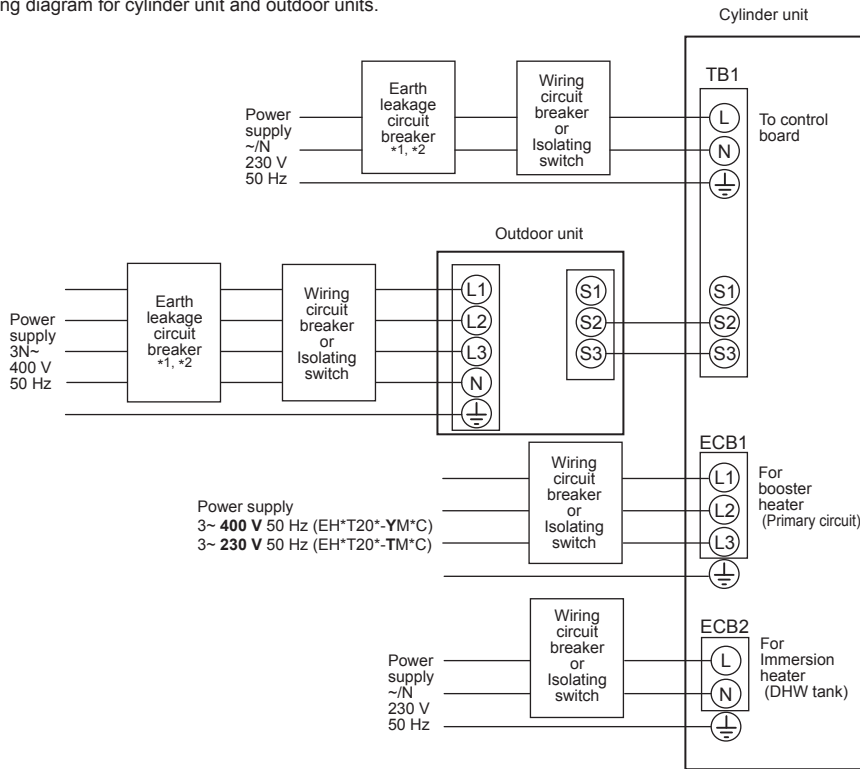 ng diagram for cylinder unit and outdoor units.
Cylinder unit
TB1
Power
supply
~/N
230 V
50 Hz
Earth
leakage
circuit
breaker
*1, *2
Wiring
circuit
breaker
or
Isolating
switch
L
N
To control
board
Outdoor unit
Power
supply
3N~
400 V
50 Hz
Earth
leakage
circuit
breaker
*1, *2
Wiring
circuit
breaker
or
Isolating
switch
L1
L2
L3
N
S1
S2
S3
S1
S2
S3
ECB1
Power supply
3~ 400 V 50 Hz (EH*T20*-YM*C)
3~ 230 V 50 Hz (EH*T20*-TM*C)
Wiring
circuit
breaker
or
Isolating
switch
L1
L2
L3
For
booster
heater
(Primary circuit)
ECB2
Power
supply
~/N
230 V
50 Hz
Wiring
circuit
breaker
or
Isolating
switch
L
N
For
Immersion
heater
(DHW tank)